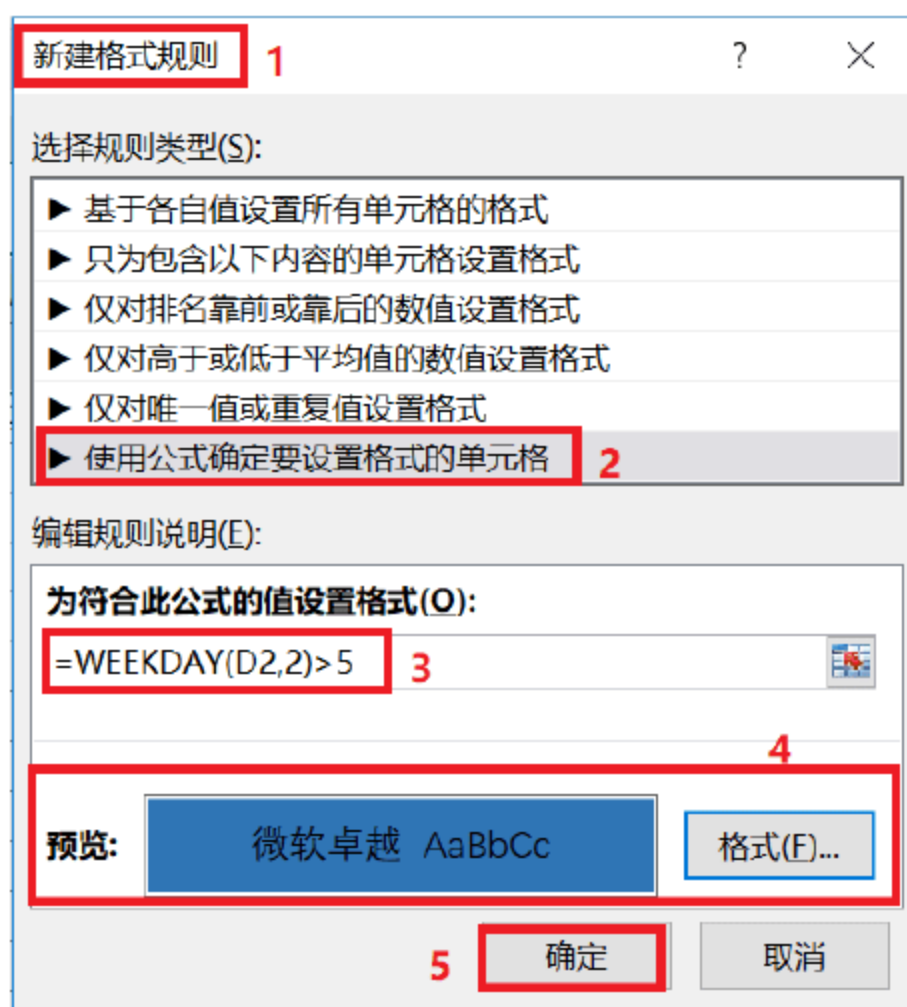 新建格式规则 1 ?
选择规则类型(S):
► 基于各自值设置所有单元格的格式
► 只为包含以下内容的单元格设置格式
► 仅对排名靠前或靠后的数值设置格式
► 仅对高于或低于平均值的数值设置格式
► 仅对唯一值或重复值设置格式
► 使用公式确定要设置格式的单元格 2
编辑规则说明(E):
为符合此公式的值设置格式(O):
=WEEKDAY(D2,2)>5 3
4
预览: 微软卓越 AaBbCc 格式(F)...
5 确定 取消